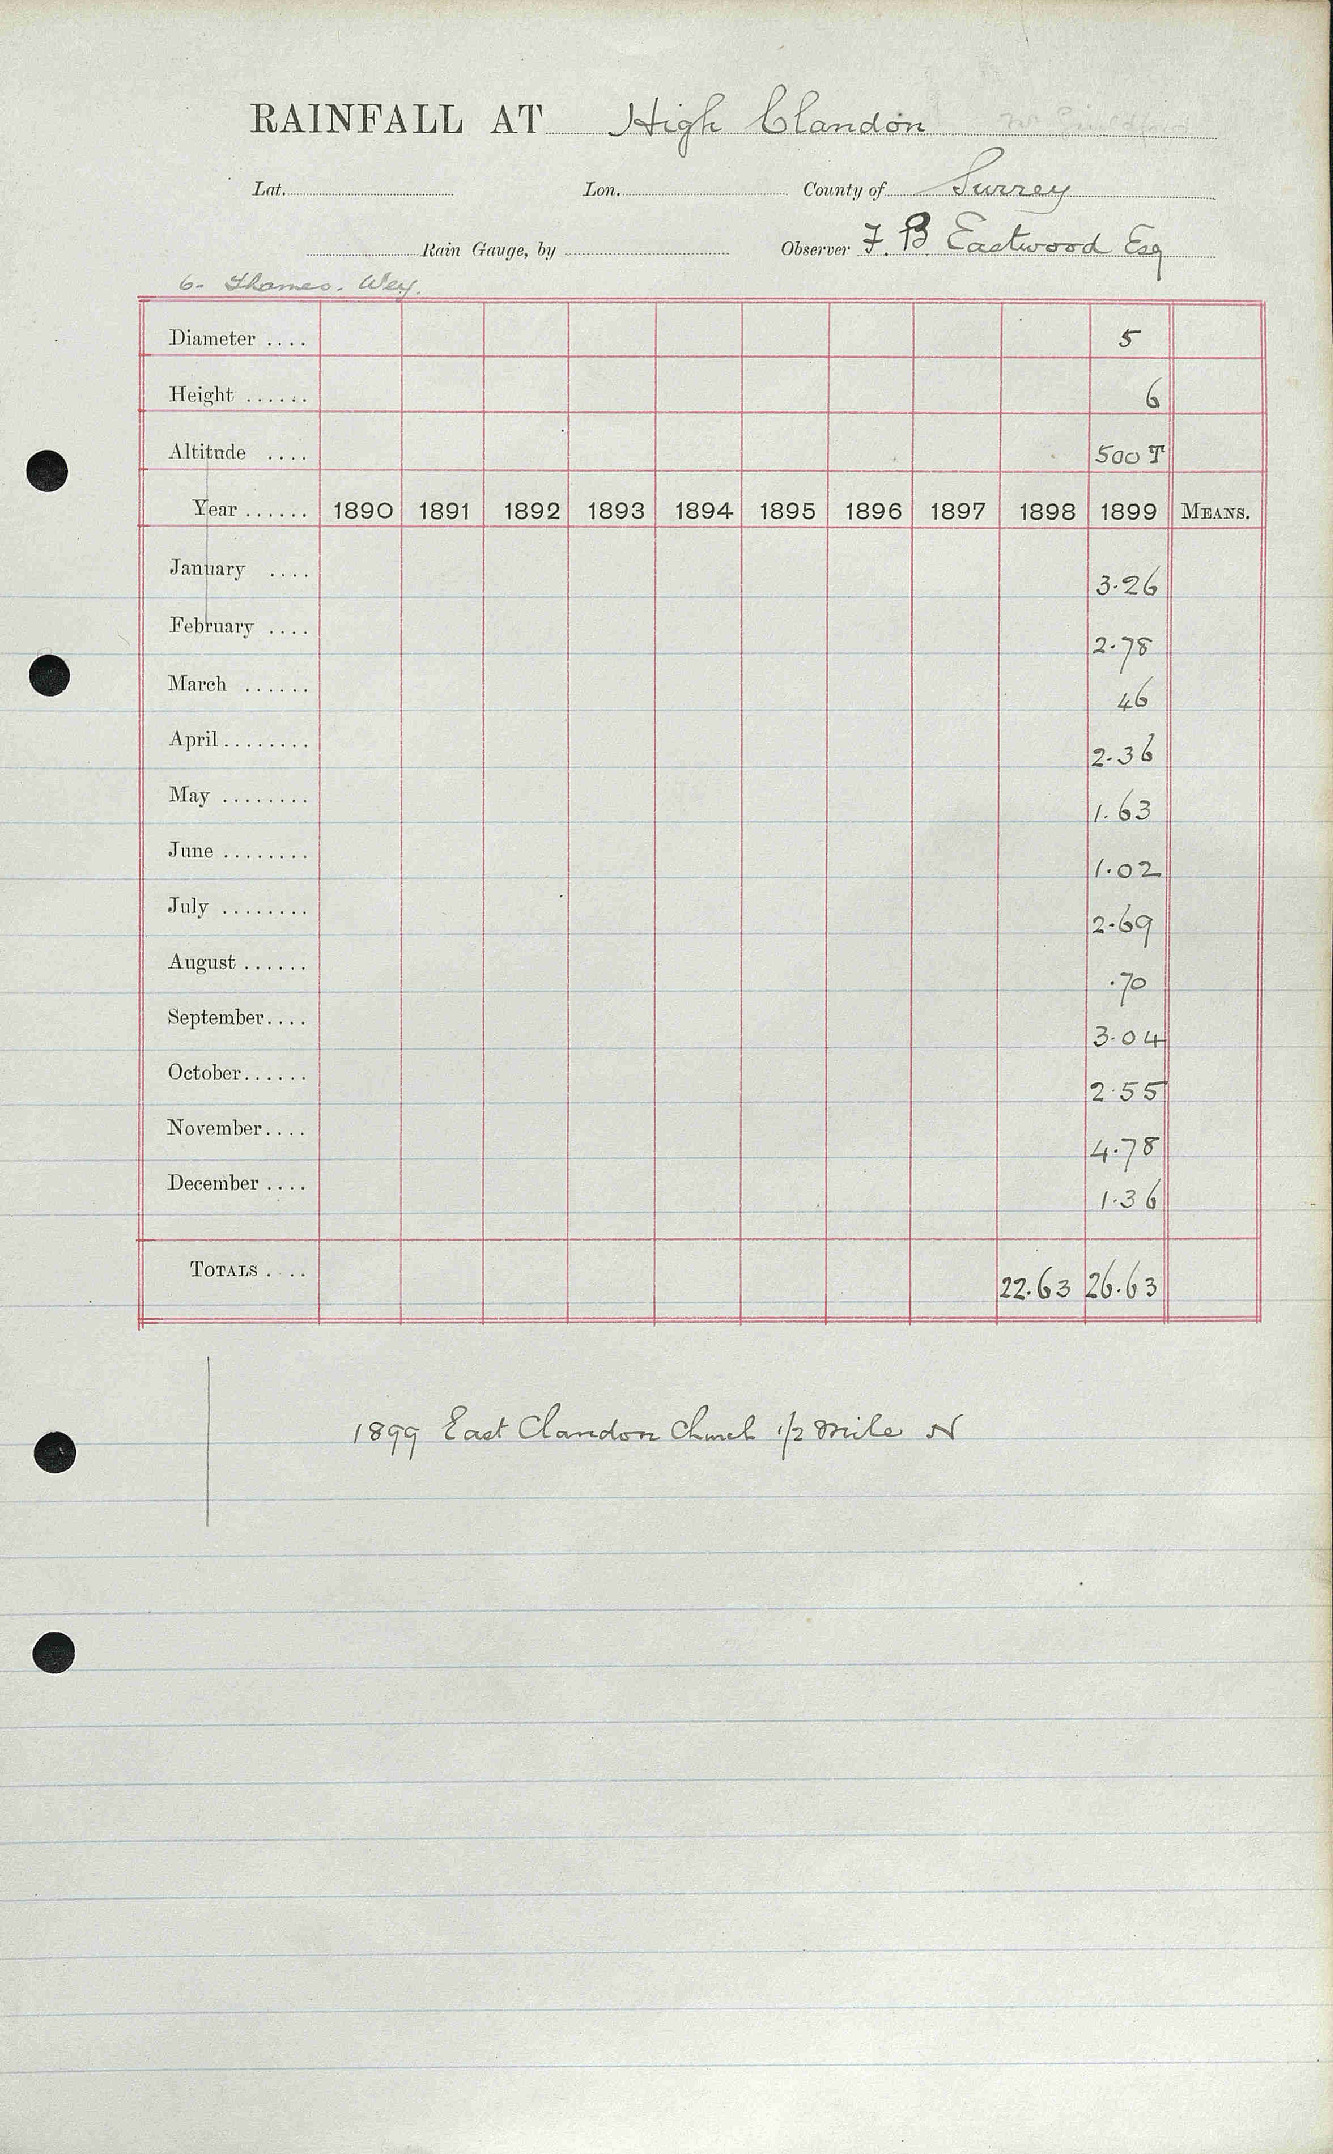 RAINFALL AT High Clandon Nr Guildford
Lat. Lon. County of Surrey
Rain Gauge, by Observer F. B. Eastwood Esq
6. Thames. Wey.
Diameter .... 5
Height ...... 6
Altitude .... 500 T
Year ...... 1890 1891 1892 1893 1894 1895 1896 1897 1898 1899 MEANS.
January .... 3.26
February .... 2.78
March ...... 46
April........ 2.36
May ........ 1.63
June ........ 1.02
July ........ 2.69
August ...... .70
September.... 3.04
October...... 2.55
November.... 4.78
December .... 1.36
TOTALS .... 22.63 26.63
1899 East Clandon Church 1/2 mile N